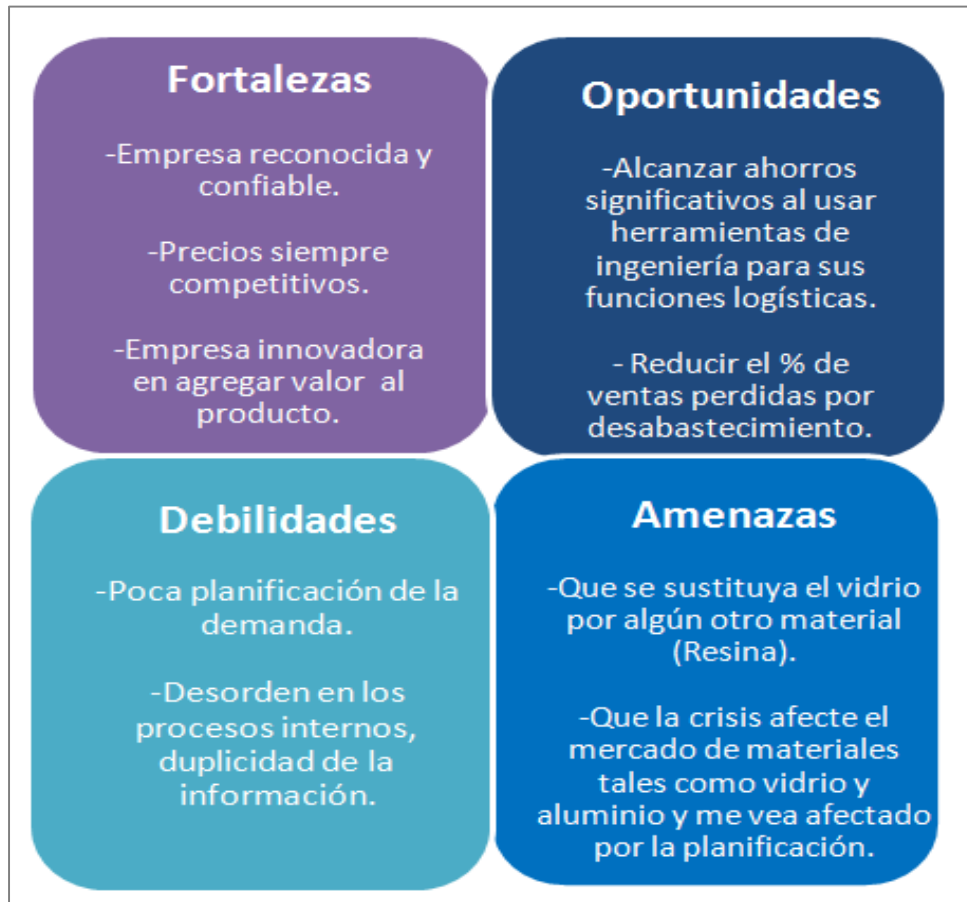 Fortalezas
-Empresa reconocida y
confiable.
-Precios siempre
competitivos.
-Empresa innovadora
en agregar valor al
producto.
Oportunidades
-Alcanzar ahorros
significativos al usar
herramientas de
ingeniería para sus
funciones logísticas.
- Reducir el % de
ventas perdidas por
desabastecimiento.
Debilidades
-Poca planificación de la
demanda.
-Desorden en los
procesos internos,
duplicidad de la
información.
Amenazas
-Que se sustituya el vidrio
por algún otro material
(Resina).
-Que la crisis afecte el
mercado de materiales
tales como vidrio y
aluminio y me vea afectado
por la planificación.